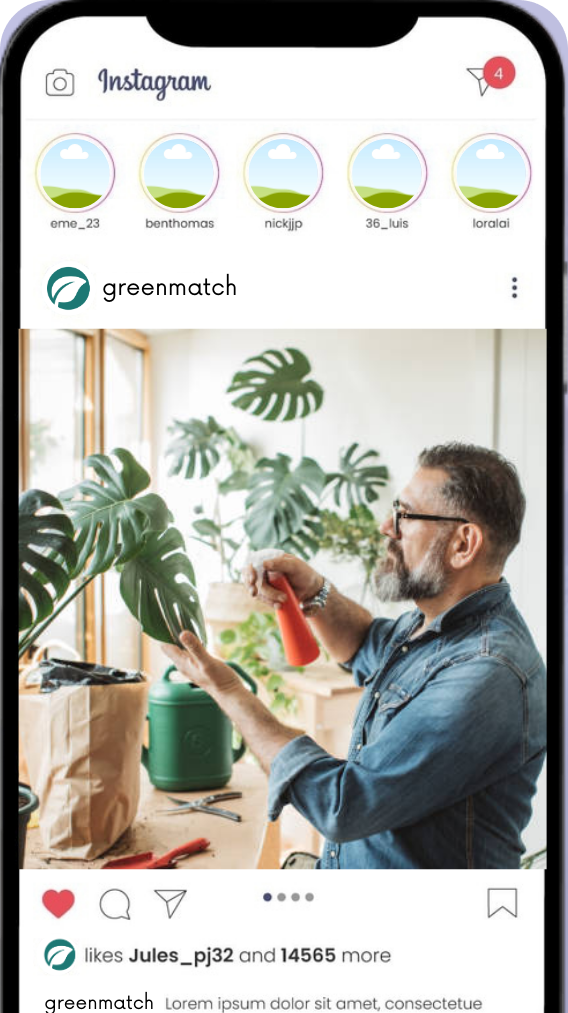 Instagram
4
eme_23 benthomas nickjjp 36_luis loralai
greenmatch
likes Jules_pj32 and 14565 more
greenmatch Lorem ipsum dolor sit amet, consectetue